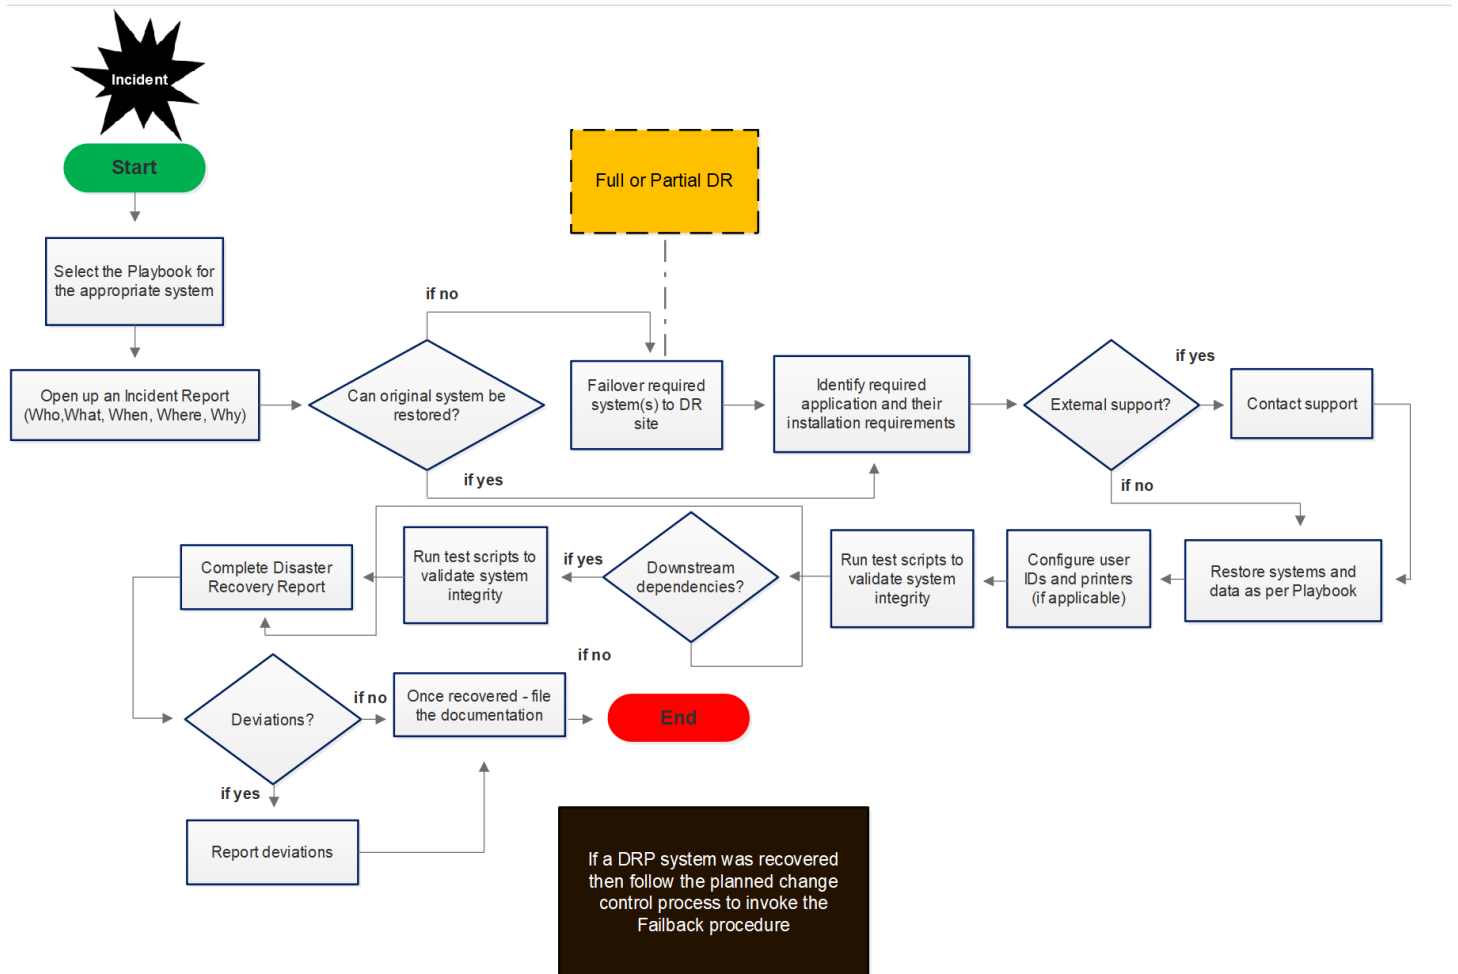 Incident
Start
Select the Playbook for
the appropriate system
Open up an Incident Report
(Who,What, When, Where, Why)
if no
Can original system be
restored?
if yes
Full or Partial DR
Failover required
system(s) to DR
site
Identify required
application and their
installation requirements
External support?
if yes
Contact support
if no
Restore systems and
data as per Playbook
Configure user
IDs and printers
(if applicable)
Run test scripts to
validate system
integrity
Downstream
dependencies?
if yes
Run test scripts to
validate system
integrity
if no
Complete Disaster
Recovery Report
Deviations?
if no
Once recovered - file
the documentation
End
if yes
Report deviations
If a DRP system was recovered
then follow the planned change
control process to invoke the
Failback procedure